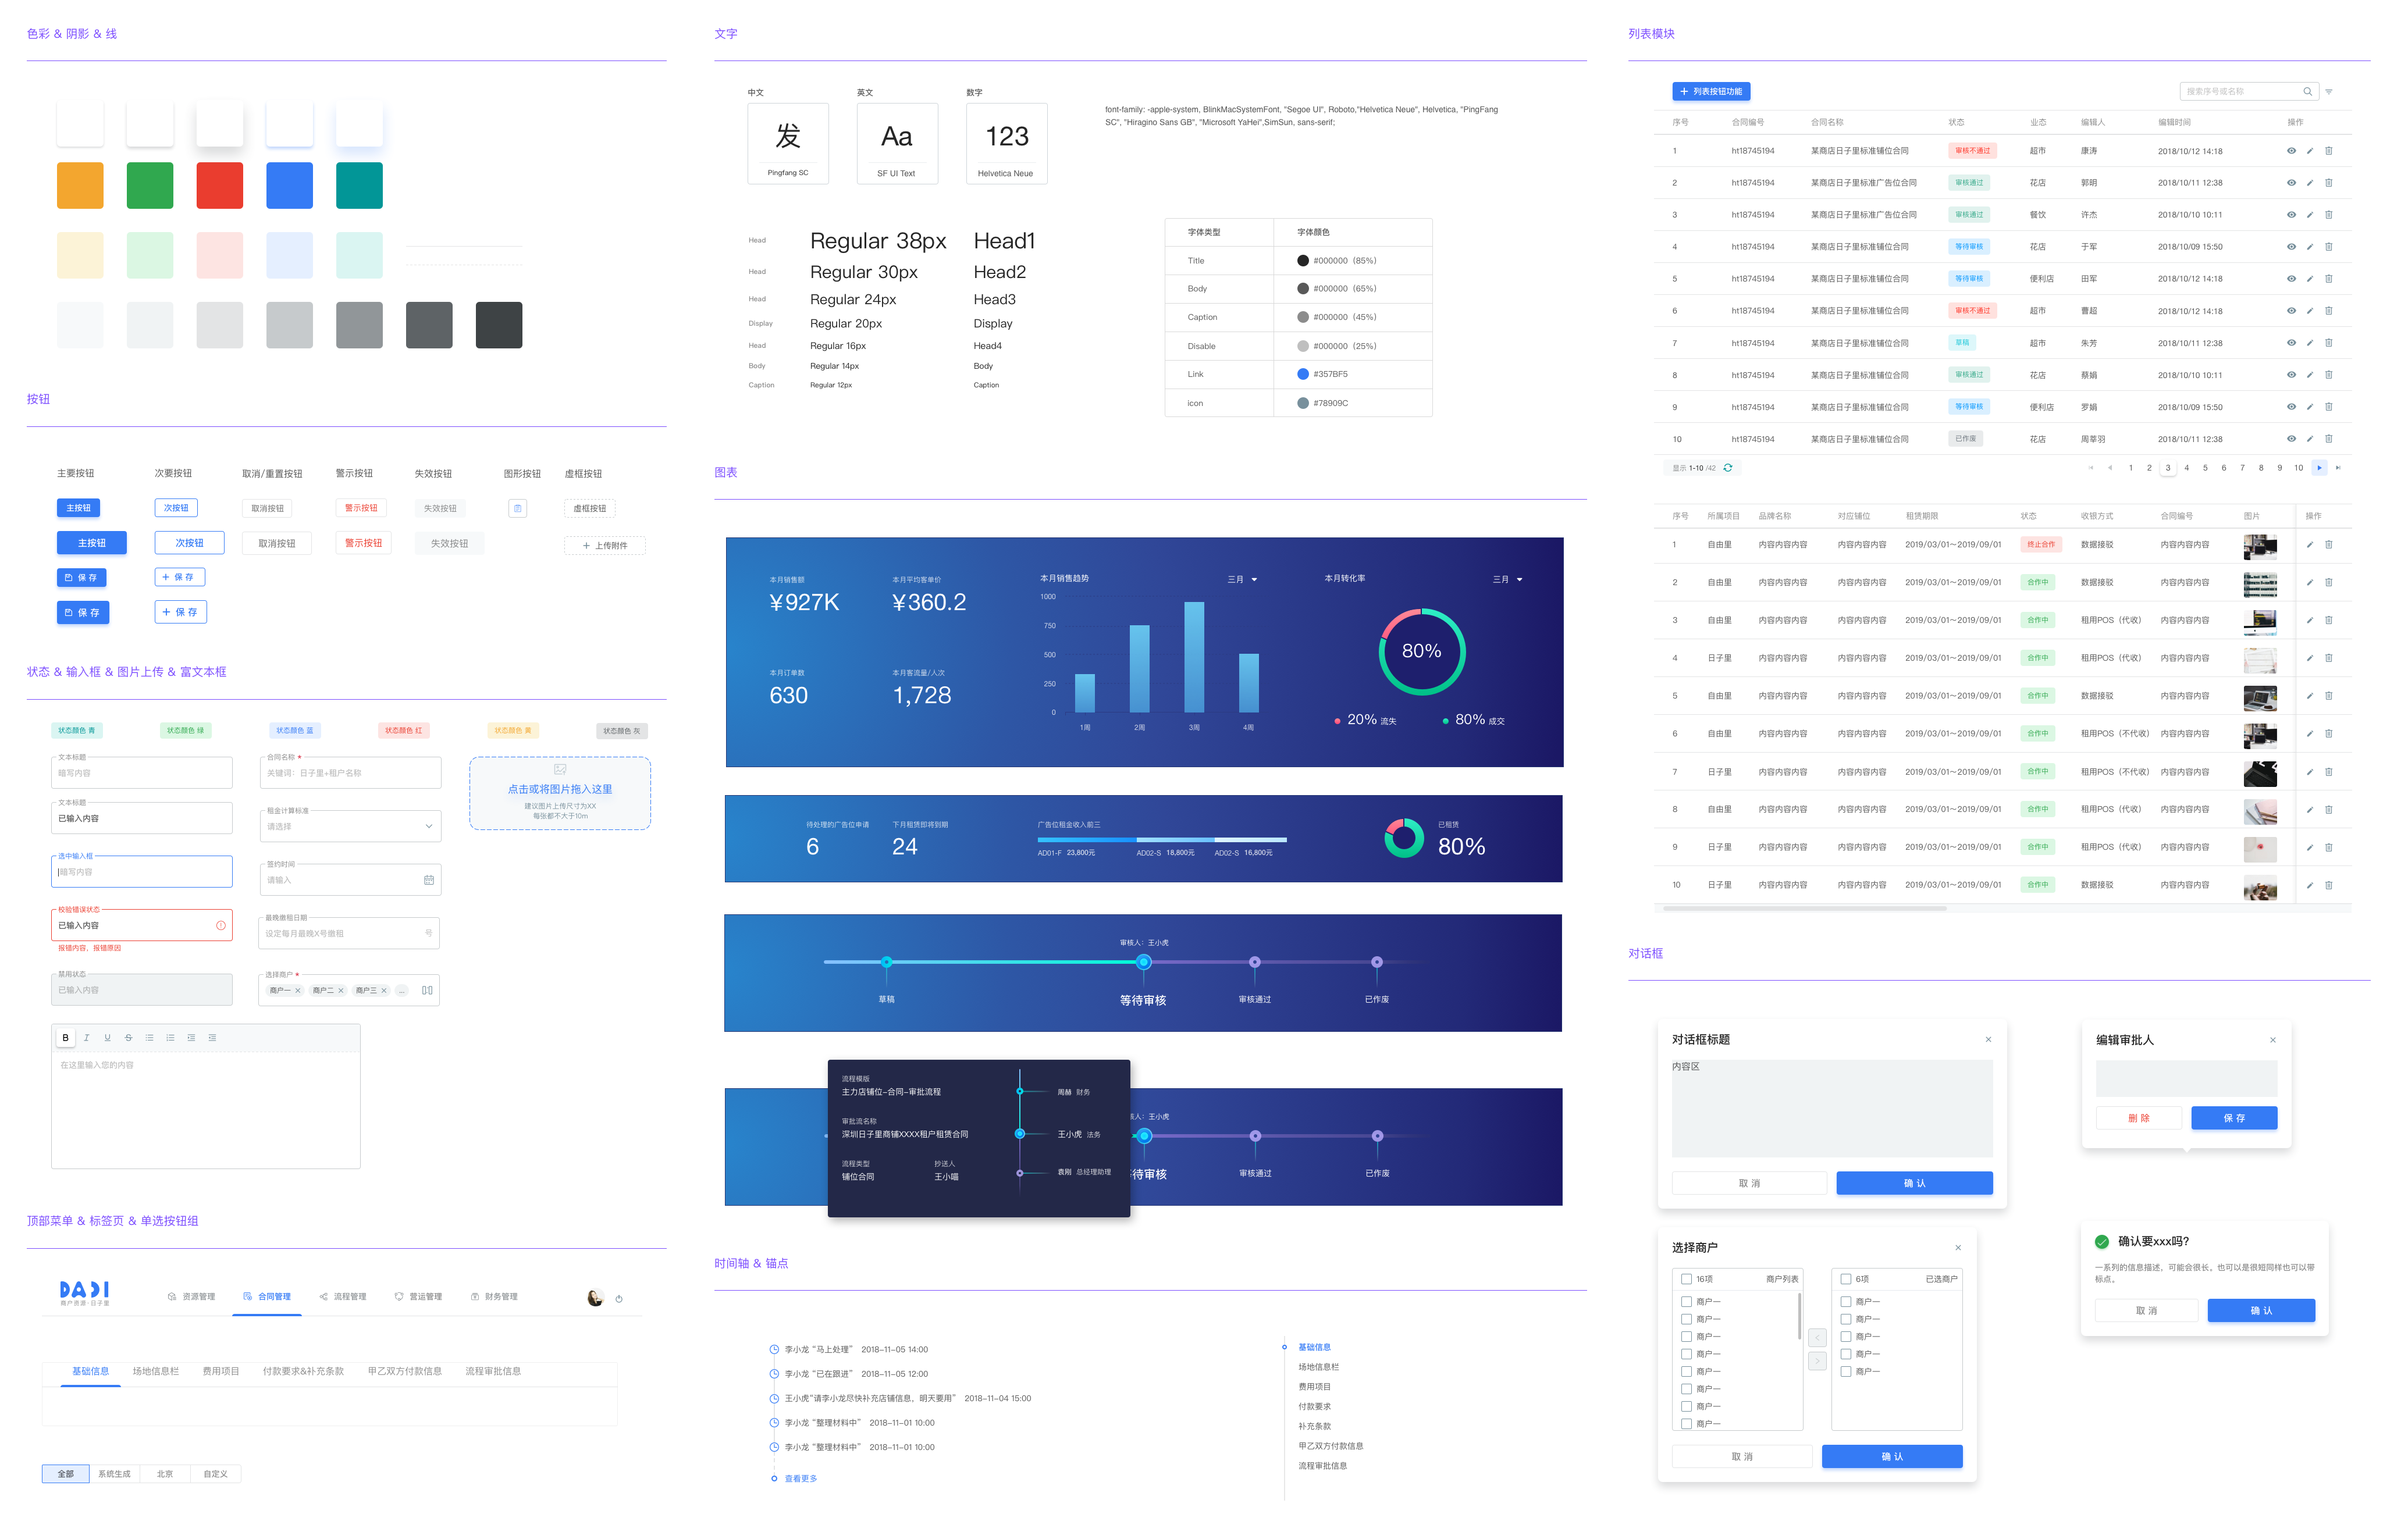 色彩 & 阴影 & 线
按钮
主要按钮 次要按钮 取消/重置按钮 警示按钮 失效按钮 图形按钮 虚框按钮
主按钮 次按钮 取消按钮 警示按钮 失效按钮 虚框按钮
主按钮 次按钮 取消按钮 警示按钮 失效按钮 + 上传附件
保 存 + 保 存
保 存 + 保 存
状态 & 输入框 & 图片上传 & 富文本框
状态颜色 青 状态颜色 绿 状态颜色 蓝 状态颜色 红 状态颜色 黄 状态颜色 灰
文本标题
暗写内容
文本标题
已输入内容
选中输入框
暗写内容
校验错误状态
已输入内容
报错内容，报错原因
禁用状态
已输入内容
合同名称 *
关键词：日子里+租户名称
租金计算标准
请选择
签约时间
请输入
最晚缴租日期
设定每月最晚X号缴租 号
选择商户 *
商户一 × 商户二 × 商户三 × ...
点击或将图片拖入这里
建议图片上传尺寸为XX
每张都不大于10m
B I U S
在这里输入您的内容
顶部菜单 & 标签页 & 单选按钮组
DADI
商户资源·日子里
资源管理 合同管理 流程管理 营运管理 财务管理
基础信息 场地信息栏 费用项目 付款要求&补充条款 甲乙双方付款信息 流程审批信息
全部 系统生成 北京 自定义
文字
中文 英文 数字
发 Aa 123
Pingfang SC SF UI Text Helvetica Neue
font-family: -apple-system, BlinkMacSystemFont, "Segoe UI", Roboto,"Helvetica Neue", Helvetica, "PingFang
SC", "Hiragino Sans GB", "Microsoft YaHei",SimSun, sans-serif;
Head Regular 38px Head1
Head Regular 30px Head2
Head Regular 24px Head3
Display Regular 20px Display
Head Regular 16px Head4
Body Regular 14px Body
Caption Regular 12px Caption
字体类型 字体颜色
Title #000000（85%）
Body #000000（65%）
Caption #000000（45%）
Disable #000000（25%）
Link #357BF5
icon #78909C
图表
本月销售额 本月平均客单价
¥927K ¥360.2
本月订单数 本月客流量/人次
630 1,728
本月销售趋势 三月
1000
750
500
250
0
1周 2周 3周 4周
本月转化率 三月
80%
20% 流失 80% 成交
待处理的广告位申请 下月租赁即将到期
6 24
广告位租金收入前三
AD01-F 23,800元 AD02-S 18,800元 AD02-S 16,800元
已租赁
80%
审核人：王小虎
草稿 等待审核 审核通过 已作废
流程模版
主力店铺位-合同-审批流程
审批流名称
深圳日子里商铺XXXX租户租赁合同
流程类型 抄送人
铺位合同 王小喵
周赫 财务
王小虎 法务
袁刚 总经理助理
人：王小虎
待审核 审核通过 已作废
时间轴 & 锚点
李小龙 “马上处理” 2018-11-05 14:00
李小龙 “已在跟进” 2018-11-05 12:00
王小虎“请李小龙尽快补充店铺信息，明天要用” 2018-11-04 15:00
李小龙 “整理材料中” 2018-11-01 10:00
李小龙 “整理材料中” 2018-11-01 10:00
查看更多
基础信息
场地信息栏
费用项目
付款要求
补充条款
甲乙双方付款信息
流程审批信息
列表模块
+ 列表按钮功能 搜索序号或名称
序号 合同编号 合同名称 状态 业态 编辑人 编辑时间 操作
1 ht18745194 某商店日子里标准铺位合同 审核不通过 超市 康涛 2018/10/12 14:18
2 ht18745194 某商店日子里标准广告位合同 审核通过 花店 郭明 2018/10/11 12:38
3 ht18745194 某商店日子里标准广告位合同 审核通过 餐饮 许杰 2018/10/10 10:11
4 ht18745194 某商店日子里标准铺位合同 等待审核 花店 于军 2018/10/09 15:50
5 ht18745194 某商店日子里标准铺位合同 等待审核 便利店 田军 2018/10/12 14:18
6 ht18745194 某商店日子里标准铺位合同 审核不通过 超市 曹超 2018/10/12 14:18
7 ht18745194 某商店日子里标准铺位合同 草稿 超市 朱芳 2018/10/11 12:38
8 ht18745194 某商店日子里标准铺位合同 审核通过 花店 蔡娟 2018/10/10 10:11
9 ht18745194 某商店日子里标准铺位合同 等待审核 便利店 罗娟 2018/10/09 15:50
10 ht18745194 某商店日子里标准铺位合同 已作废 花店 周莘羽 2018/10/11 12:38
显示 1-10 /42 1 2 3 4 5 6 7 8 9 10
序号 所属项目 品牌名称 对应铺位 租赁期限 状态 收银方式 合同编号 图片 操作
1 自由里 内容内容内容 内容内容内容 2019/03/01~2019/09/01 终止合作 数据接驳 内容内容内容
2 自由里 内容内容内容 内容内容内容 2019/03/01~2019/09/01 合作中 数据接驳 内容内容内容
3 自由里 内容内容内容 内容内容内容 2019/03/01~2019/09/01 合作中 租用POS（代收） 内容内容内容
4 日子里 内容内容内容 内容内容内容 2019/03/01~2019/09/01 合作中 租用POS（代收） 内容内容内容
5 自由里 内容内容内容 内容内容内容 2019/03/01~2019/09/01 合作中 数据接驳 内容内容内容
6 自由里 内容内容内容 内容内容内容 2019/03/01~2019/09/01 合作中 租用POS（不代收） 内容内容内容
7 日子里 内容内容内容 内容内容内容 2019/03/01~2019/09/01 合作中 租用POS（不代收） 内容内容内容
8 自由里 内容内容内容 内容内容内容 2019/03/01~2019/09/01 合作中 租用POS（代收） 内容内容内容
9 日子里 内容内容内容 内容内容内容 2019/03/01~2019/09/01 合作中 租用POS（代收） 内容内容内容
10 日子里 内容内容内容 内容内容内容 2019/03/01~2019/09/01 合作中 数据接驳 内容内容内容
对话框
对话框标题
内容区
取 消 确 认
编辑审批人
删 除 保 存
选择商户
16项 商户列表
商户一
商户一
商户一
商户一
商户一
商户一
商户一
商户一
6项 已选商户
商户一
商户一
商户一
商户一
商户一
取 消 确 认
确认要xxx吗?
一系列的信息描述，可能会很长。也可以是很短同样也可以带
标点。
取 消 确 认